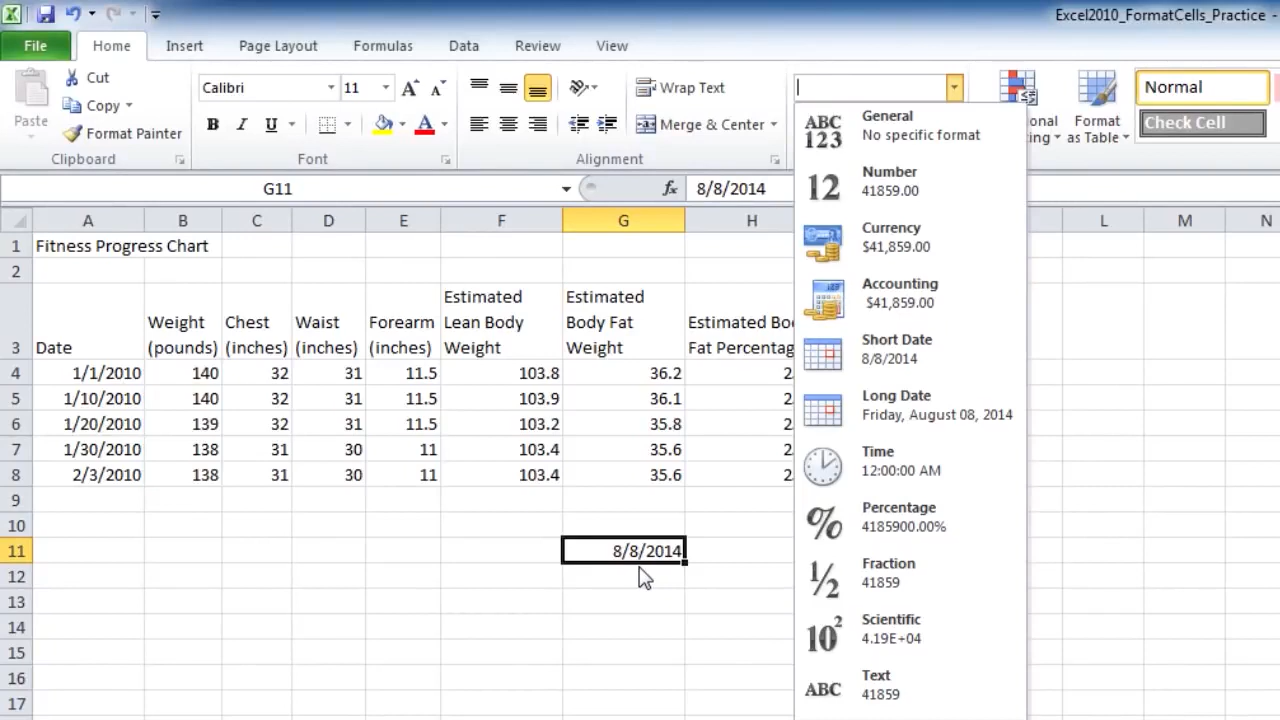 Excel2010_FormatCells_Practice -
File Home Insert Page Layout Formulas Data Review View
Paste
Cut
Copy
Format Painter
Clipboard
Calibri 11
B I U
Font
Wrap Text
Merge & Center
Alignment
Format
as Table
Normal
Check Cell
G11 fx 8/8/2014
General
No specific format
Number
41859.00
Currency
$41,859.00
Accounting
$41,859.00
Short Date
8/8/2014
Long Date
Friday, August 08, 2014
Time
12:00:00 AM
Percentage
4185900.00%
Fraction
41859
Scientific
4.19E+04
Text
41859
A B C D E F G H L M N
1 Fitness Progress Chart
2
3 Date Weight (pounds) Chest (inches) Waist (inches) Forearm (inches) Estimated Lean Body Weight Estimated Body Fat Weight Estimated Fat
4 1/1/2010 140 32 31 11.5 103.8 36.2
5 1/10/2010 140 32 31 11.5 103.9 36.1
6 1/20/2010 139 32 31 11.5 103.2 35.8
7 1/30/2010 138 31 30 11 103.4 35.6
8 2/3/2010 138 31 30 11 103.4 35.6
9
10
11 8/8/2014
12
13
14
15
16
17